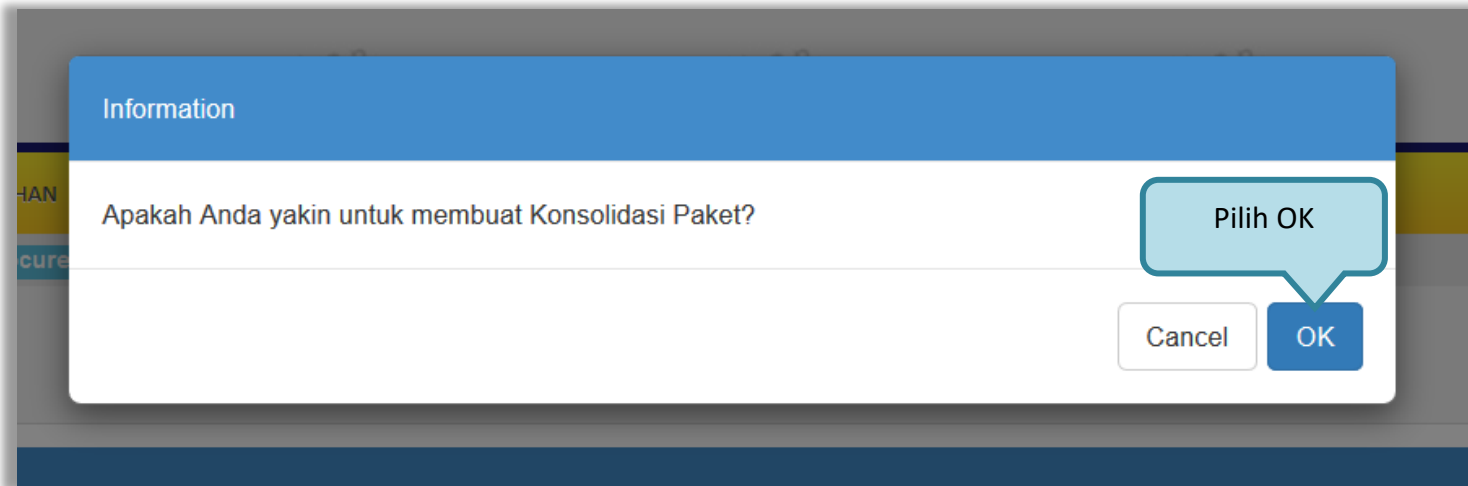 Information
HAN
Apakah Anda yakin untuk membuat Konsolidasi Paket?
Pilih OK
cure
Cancel
OK